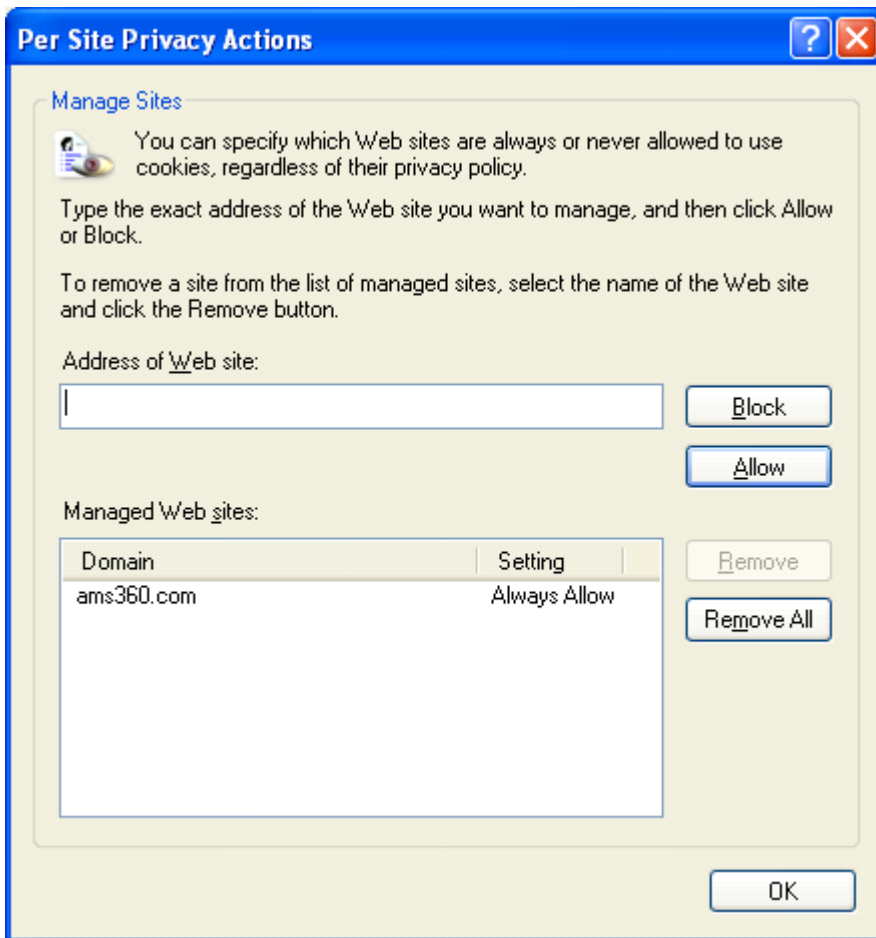 Per Site Privacy Actions
Manage Sites
You can specify which Web sites are always or never allowed to use
cookies, regardless of their privacy policy.
Type the exact address of the Web site you want to manage, and then click Allow
or Block.
To remove a site from the list of managed sites, select the name of the Web site
and click the Remove button.
Address of Web site:
Block
Allow
Managed Web sites:
Domain Setting
Remove
ams360.com Always Allow
Remove All
OK